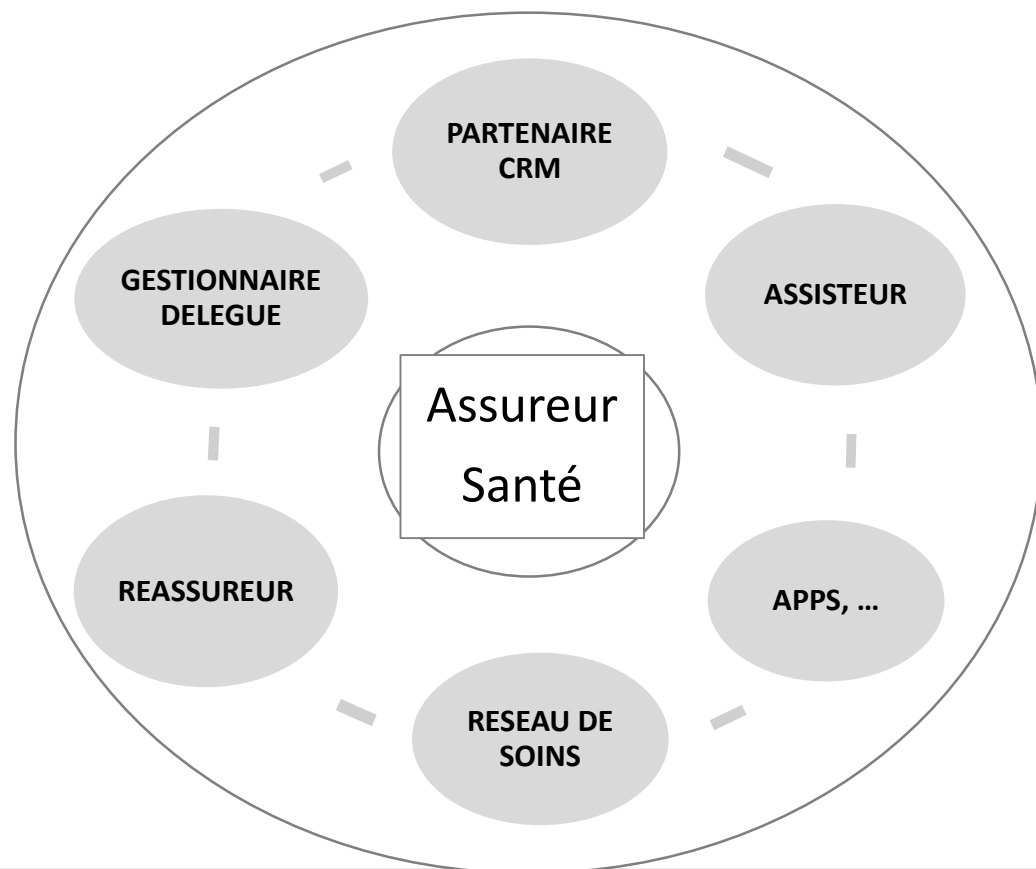 PARTENAIRE
CRM
GESTIONNAIRE
DELEGUE
ASSISTEUR
Assureur
Santé
REASSUREUR
APPS, ...
RESEAU DE
SOINS